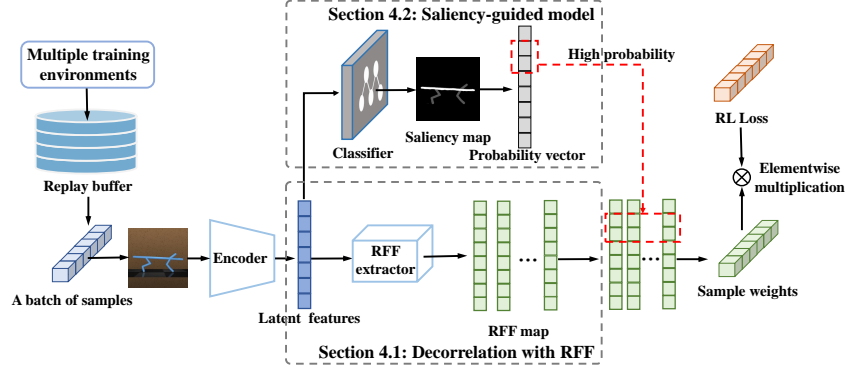 Section 4.2: Saliency-guided model
Multiple training
environments
High probability
Classifier
Saliency map
Probability vector
RL Loss
Elementwise
multiplication
Replay buffer
A batch of samples
Encoder
Latent features
RFF
extractor
...
RFF map
...
Sample weights
Section 4.1: Decorrelation with RFF